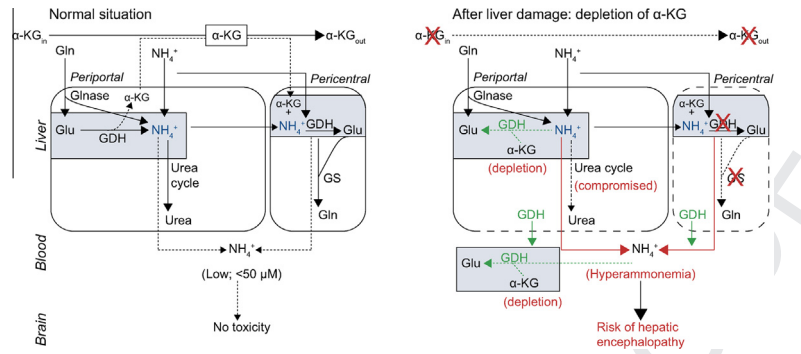 Normal situation
α-KGin
α-KG
α-KGout
Gln
NH4+
Periportal
Pericentral
Glnase
α-KG
α-KG
+
Glu
NH4+
NH4+
GDH
Glu
GDH
Urea
cycle
GS
Urea
Gln
NH4+
(Low; <50 µM)
No toxicity
Liver
Blood
Brain
After liver damage: depletion of α-KG
α-KGin
α-KGout
Gln
NH4+
Periportal
Pericentral
Glnase
α-KG
+
GDH
Glu
NH4+
NH4+
GDH
Glu
α-KG
(depletion)
Urea cycle
(compromised)
GS
Urea
Gln
GDH
GDH
NH4+
Glu
GDH
α-KG
(Hyperammonemia)
(depletion)
Risk of hepatic
encephalopathy